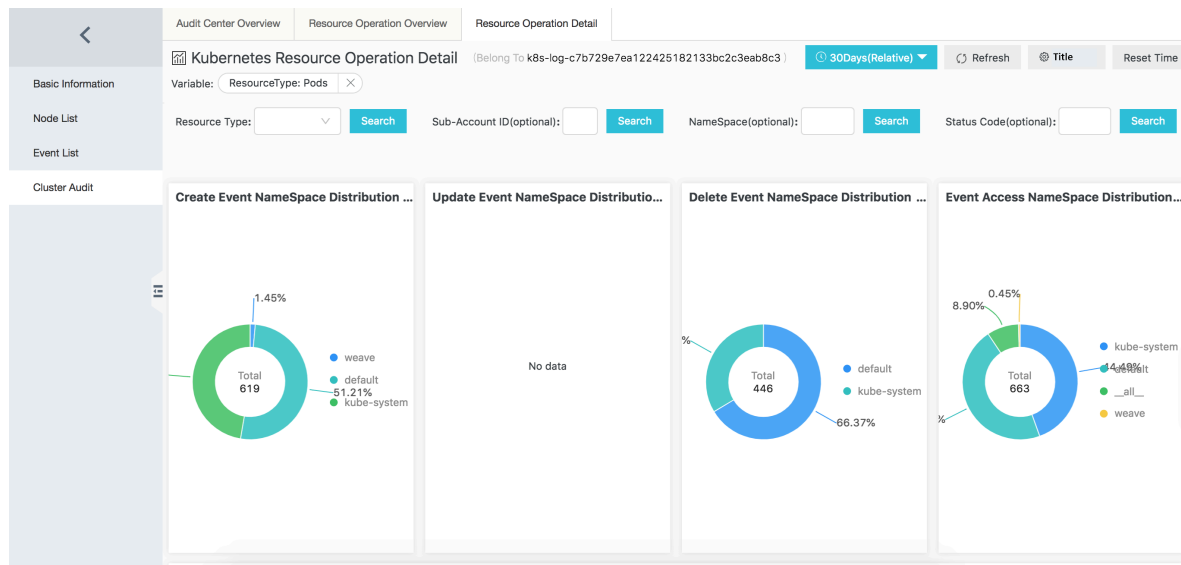 Audit Center Overview
Resource Operation Overview
Resource Operation Detail
Kubernetes Resource Operation Detail
(Belong To k8s-log-c7b729e7ea122425182133bc2c3eab8c3 )
30Days(Relative)
Refresh
Title
Reset Time
Basic Information
Node List
Event List
Cluster Audit
Variable:
ResourceType: Pods
Resource Type:
Search
Sub-Account ID(optional):
Search
NameSpace(optional):
Search
Status Code(optional):
Search
Create Event NameSpace Distribution ...
1.45%
Total
619
51.21%
weave
default
kube-system
Update Event NameSpace Distributio...
No data
Delete Event NameSpace Distribution ...
%
Total
446
66.37%
default
kube-system
Event Access NameSpace Distribution...
0.45%
8.90%
Total
663
44.49%
%
kube-system
default
__all__
weave